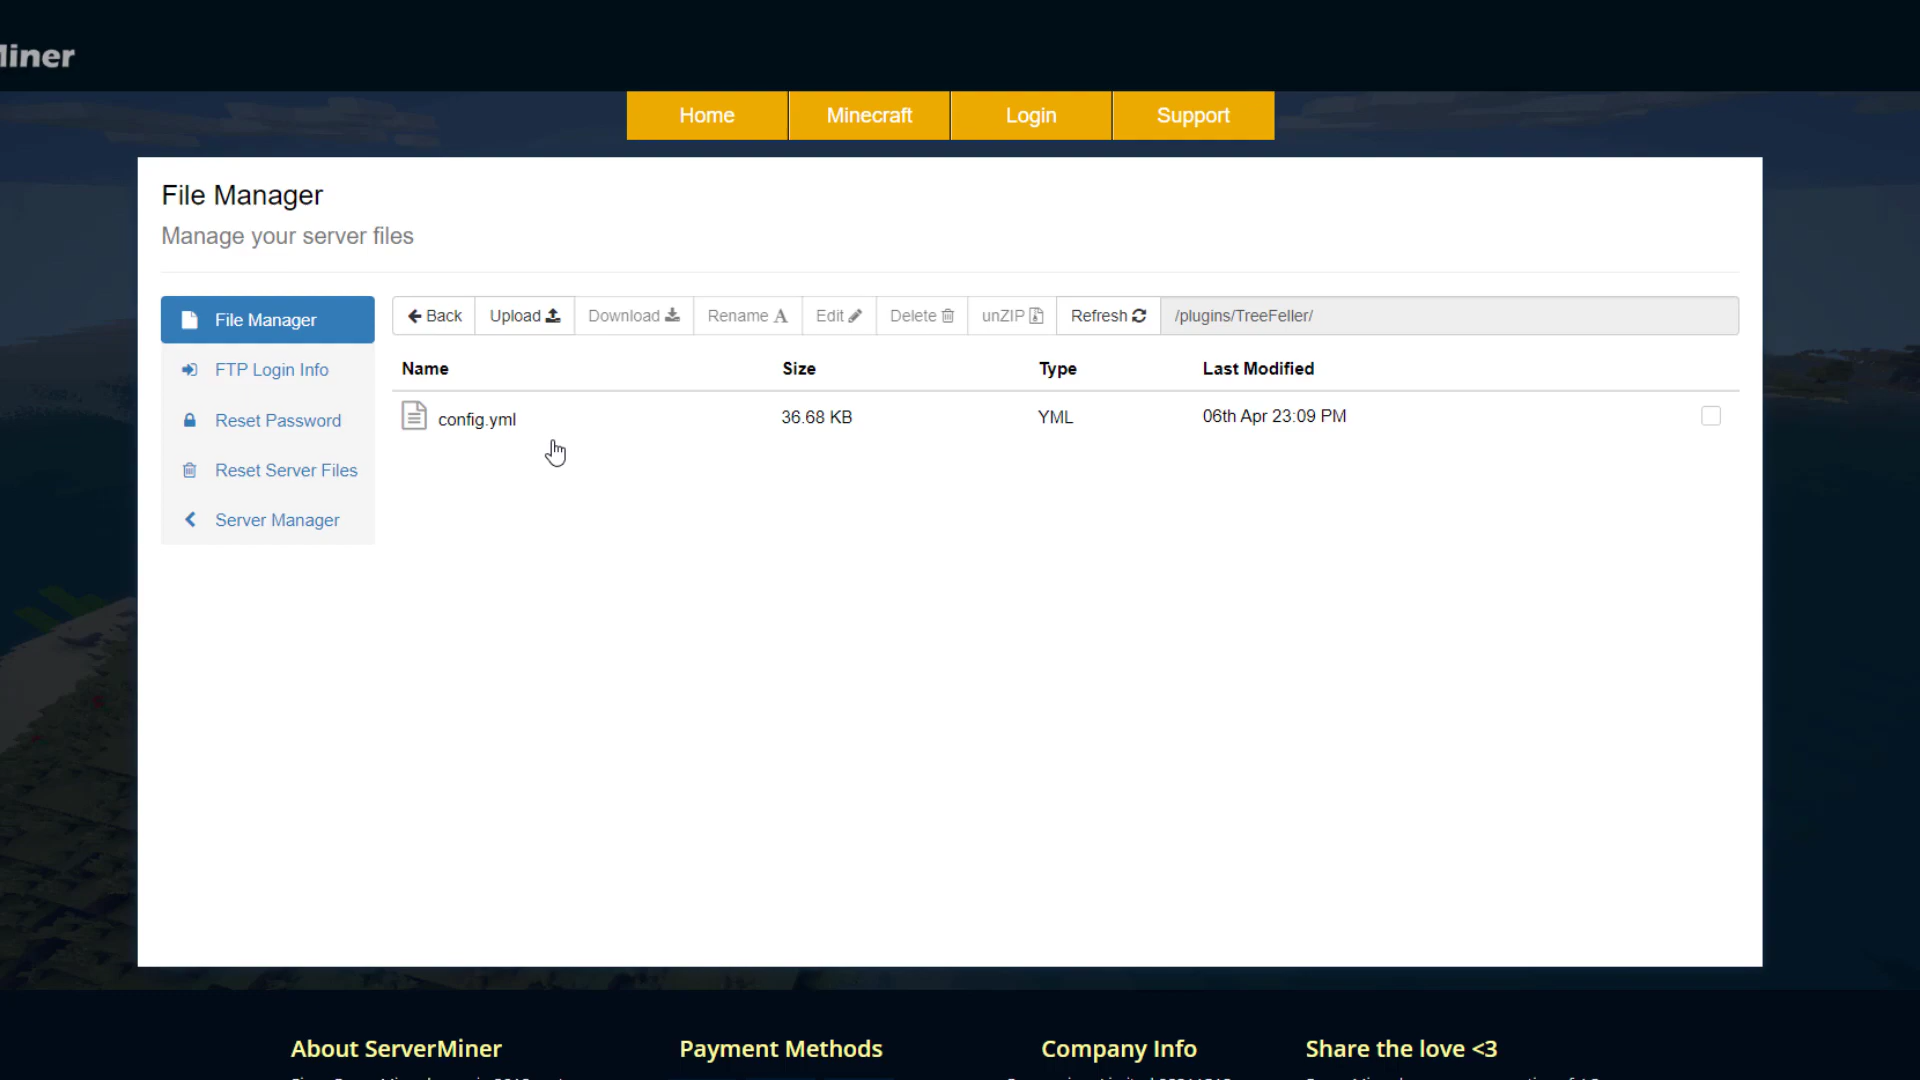 Miner
Home Minecraft Login Support
File Manager
Manage your server files
File Manager
FTP Login Info
Reset Password
Reset Server Files
Server Manager
Back Upload Download Rename Edit Delete unZIP Refresh /plugins/TreeFeller/
Name Size Type Last Modified
config.yml 36.68 KB YML 06th Apr 23:09 PM
About ServerMiner Payment Methods Company Info Share the love <3